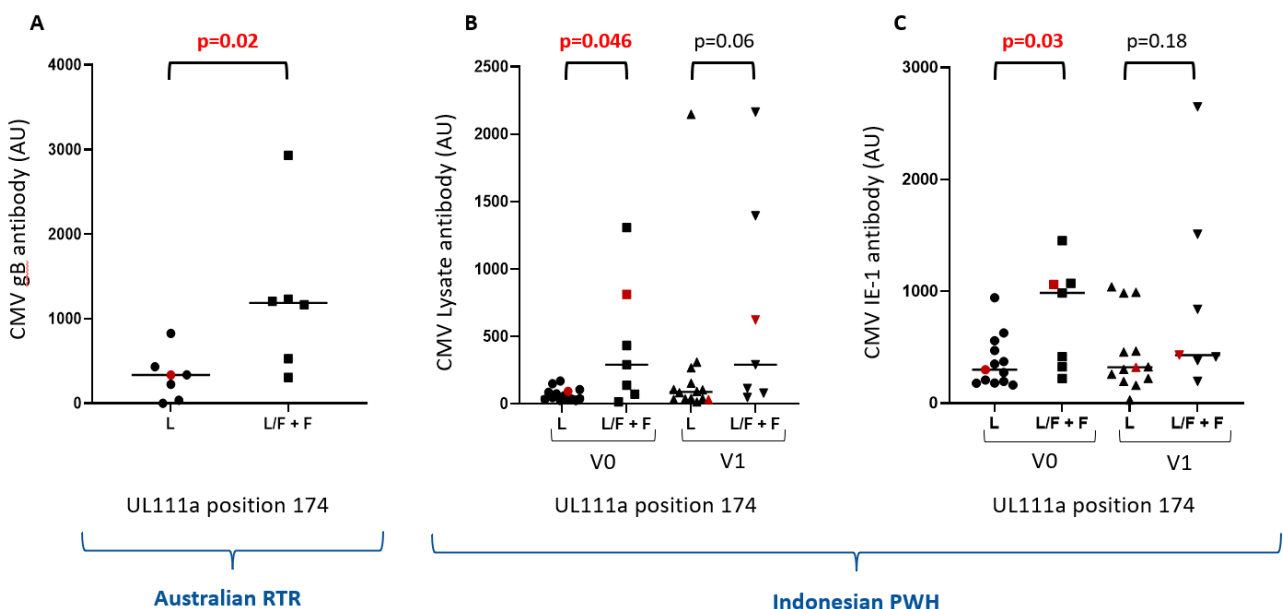 A
p=0.02
4000
3000
2000
1000
0
CMV gB antibody (AU)
L
L/F + F
UL111a position 174
Australian RTR
B
p=0.046
p=0.06
2500
2000
1500
1000
500
0
CMV Lysate antibody (AU)
L
L/F + F
L
L/F + F
V0
V1
UL111a position 174
C
p=0.03
p=0.18
3000
2000
1000
0
CMV IE-1 antibody (AU)
L
L/F + F
L
L/F + F
V0
V1
UL111a position 174
Indonesian PWH